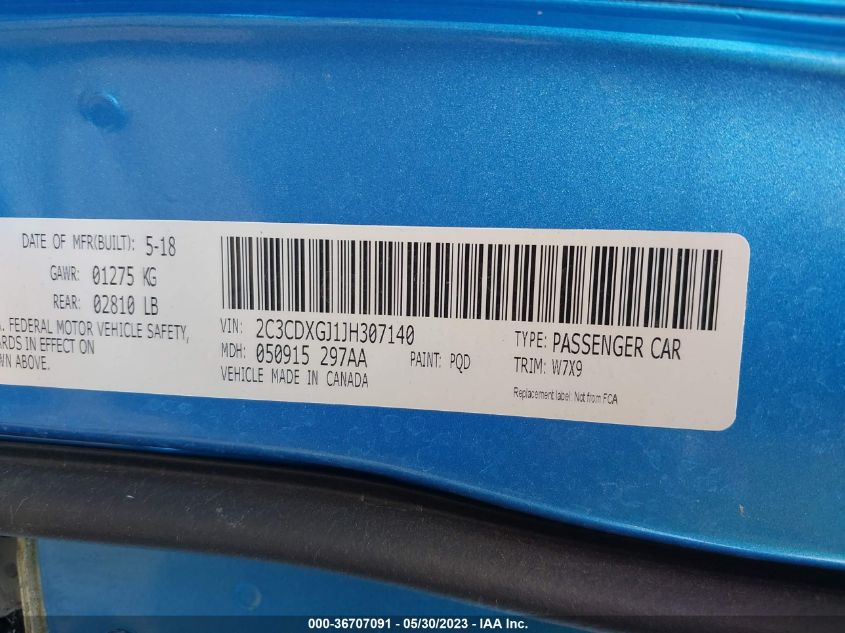 DATE OF MFR(BUILT): 5-18
GAWR: 01275 KG
REAR: 02810 LB
A. FEDERAL MOTOR VEHICLE SAFETY,
ARDS IN EFFECT ON
WN ABOVE.
VIN: 2C3CDXGJ1JH307140
MDH: 050915 297AA
PAINT: PQD
VEHICLE MADE IN CANADA
TYPE: PASSENGER CAR
TRIM: W7X9
Replacement label: Not from FCA
000-36707091 - 05/30/2023 - IAA Inc.